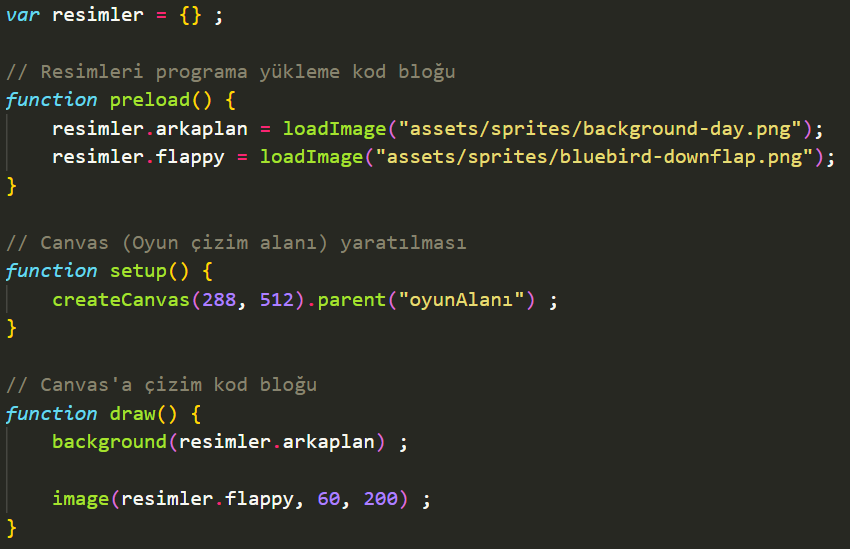 var resimler = {} ;
// Resimleri programa yükleme kod bloğu
function preload() {
resimler.arkaplan = loadImage("assets/sprites/background-day.png");
resimler.flappy = loadImage("assets/sprites/bluebird-downflap.png");
}
// Canvas (Oyun çizim alanı) yaratılması
function setup() {
createCanvas(288, 512).parent("oyunAlanı") ;
}
// Canvas'a çizim kod bloğu
function draw() {
background(resimler.arkaplan) ;
image(resimler.flappy, 60, 200) ;
}